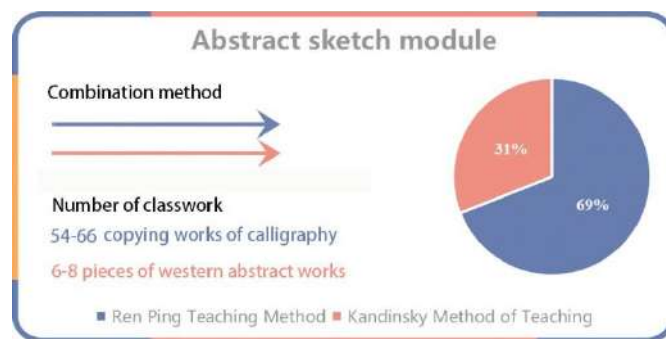 Abstract sketch module
Combination method
31%
69%
Number of classwork
54-66 copying works of calligraphy
6-8 pieces of western abstract works
Ren Ping Teaching Method Kandinsky Method of Teaching